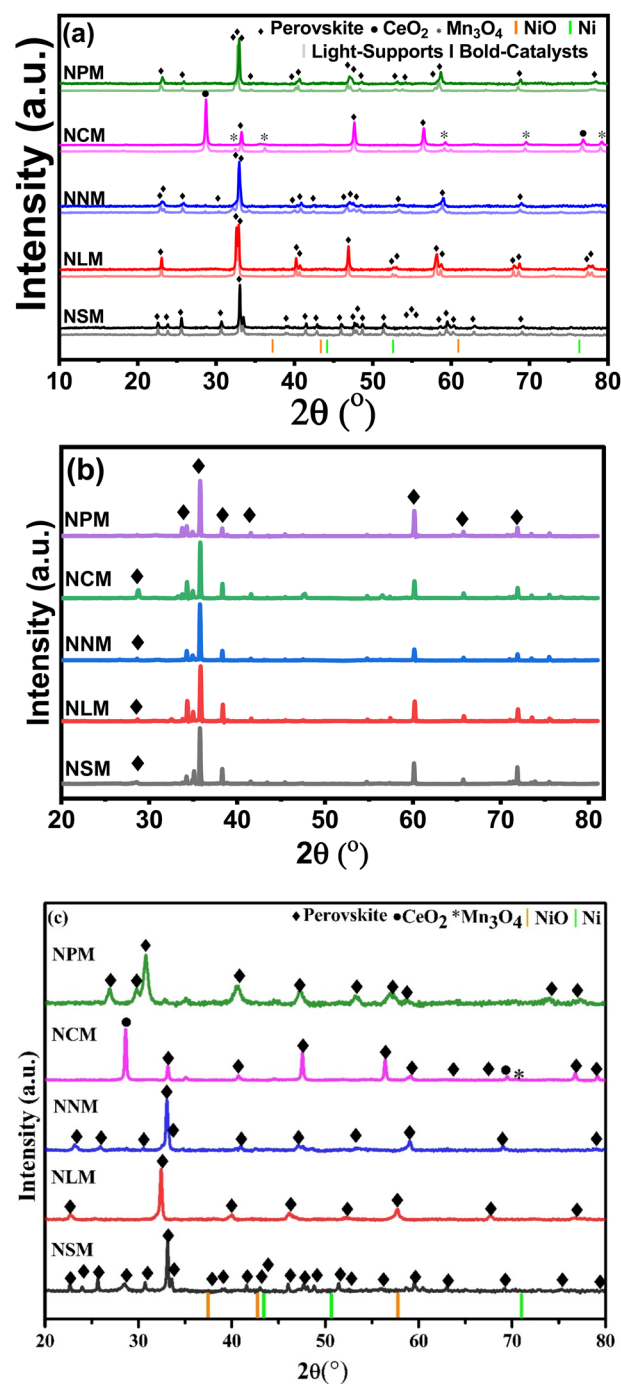 (a)
♦ Perovskite ● CeO₂ * Mn₃O₄ | NiO | Ni
| Light-Supports I Bold-Catalysts
NPM
NCM
NNM
NLM
NSM
Intensity (a.u.)
10 20 30 40 50 60 70 80
2θ (°)
(b)
NPM
NCM
NNM
NLM
NSM
Intensity (a.u.)
20 30 40 50 60 70 80
2θ (°)
(c)
♦Perovskite ●CeO₂ *Mn₃O₄ | NiO | Ni
NPM
NCM
NNM
NLM
NSM
Intensity (a.u.)
20 30 40 50 60 70 80
2θ(°)